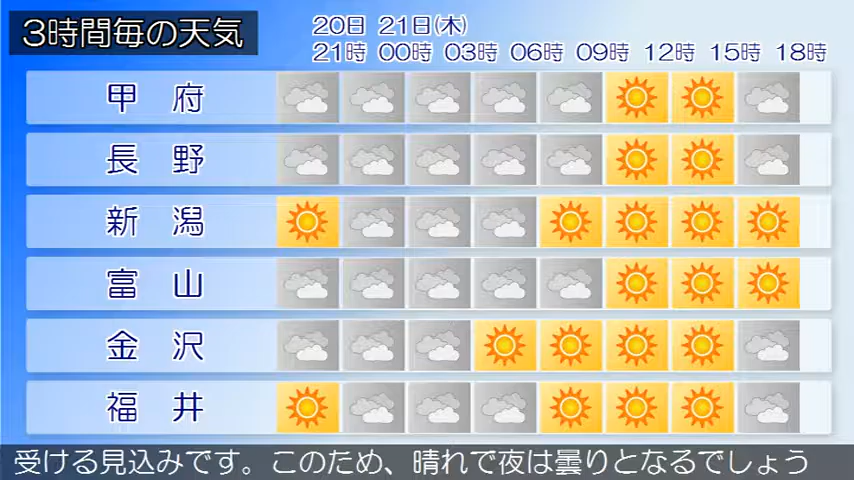 3時間毎の天気
20日 21日(木)
21時 00時 03時 06時 09時 12時 15時 18時
甲 府
長 野
新 潟
富 山
金 沢
福 井
受ける見込みです。このため、晴れで夜は曇りとなるでしょう